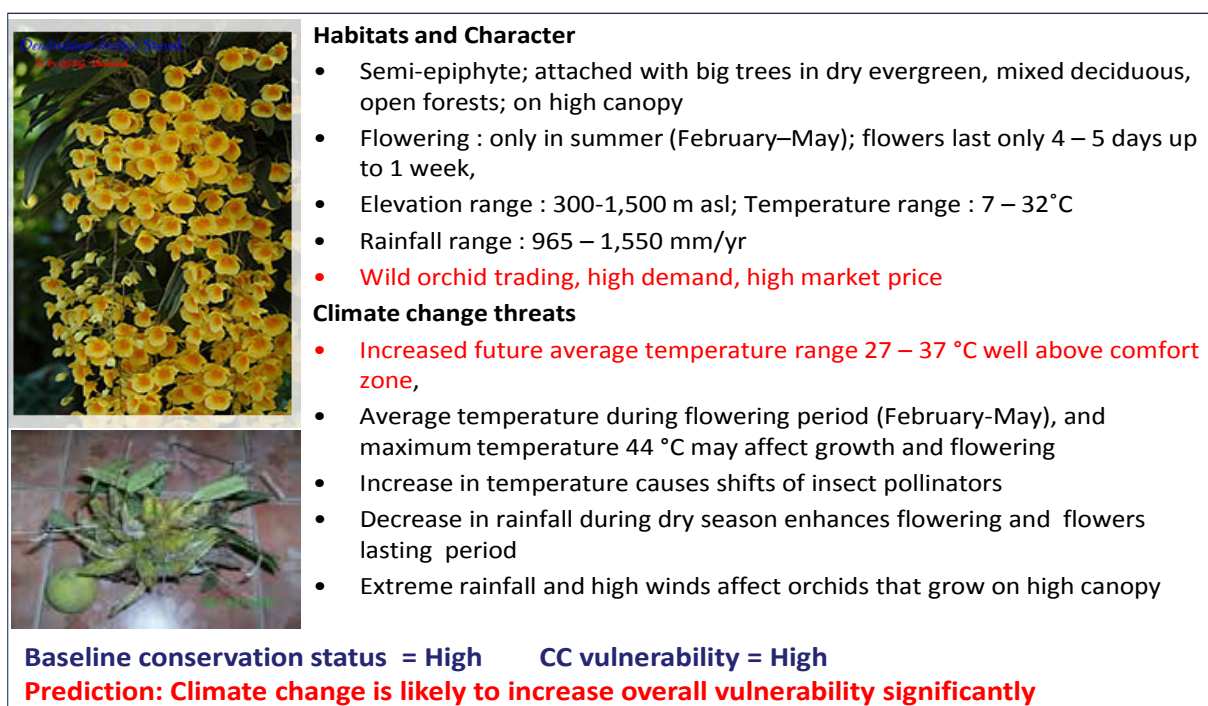 Dendrobium lindleyi Steud.
Habitats and Character
• Semi-epiphyte; attached with big trees in dry evergreen, mixed deciduous,
open forests; on high canopy
• Flowering : only in summer (February–May); flowers last only 4 – 5 days up
to 1 week,
• Elevation range : 300-1,500 m asl; Temperature range : 7 – 32˚C
• Rainfall range : 965 – 1,550 mm/yr
• Wild orchid trading, high demand, high market price
Climate change threats
• Increased future average temperature range 27 – 37 °C well above comfort
zone,
• Average temperature during flowering period (February-May), and
maximum temperature 44 °C may affect growth and flowering
• Increase in temperature causes shifts of insect pollinators
• Decrease in rainfall during dry season enhances flowering and flowers
lasting period
• Extreme rainfall and high winds affect orchids that grow on high canopy
Baseline conservation status = High CC vulnerability = High
Prediction: Climate change is likely to increase overall vulnerability significantly